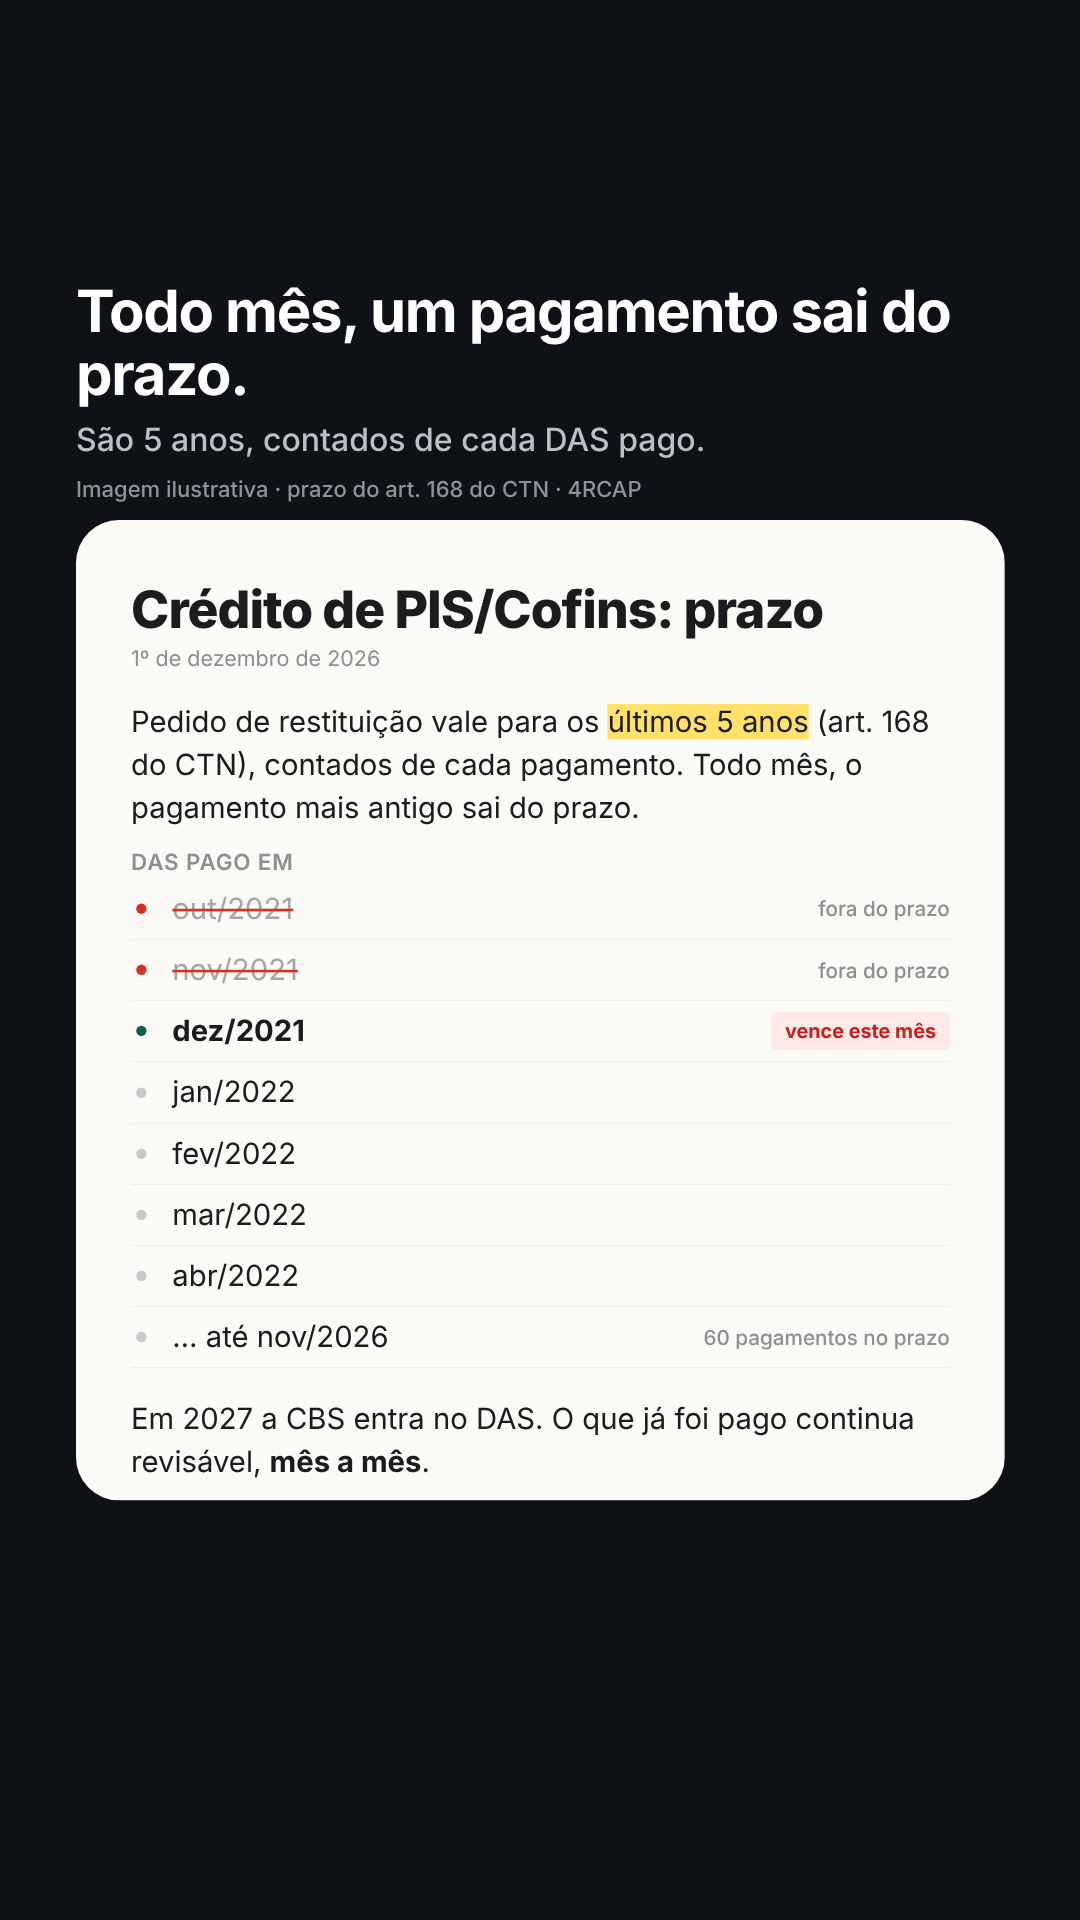 Todo mês, um pagamento sai do
prazo.
São 5 anos, contados de cada DAS pago.
Imagem ilustrativa · prazo do art. 168 do CTN · 4RCAP
Crédito de PIS/Cofins: prazo
1º de dezembro de 2026
Pedido de restituição vale para os últimos 5 anos (art. 168
do CTN), contados de cada pagamento. Todo mês, o
pagamento mais antigo sai do prazo.
DAS PAGO EM
out/2021 fora do prazo
nov/2021 fora do prazo
dez/2021 vence este mês
jan/2022
fev/2022
mar/2022
abr/2022
... até nov/2026 60 pagamentos no prazo
Em 2027 a CBS entra no DAS. O que já foi pago continua
revisável, mês a mês.